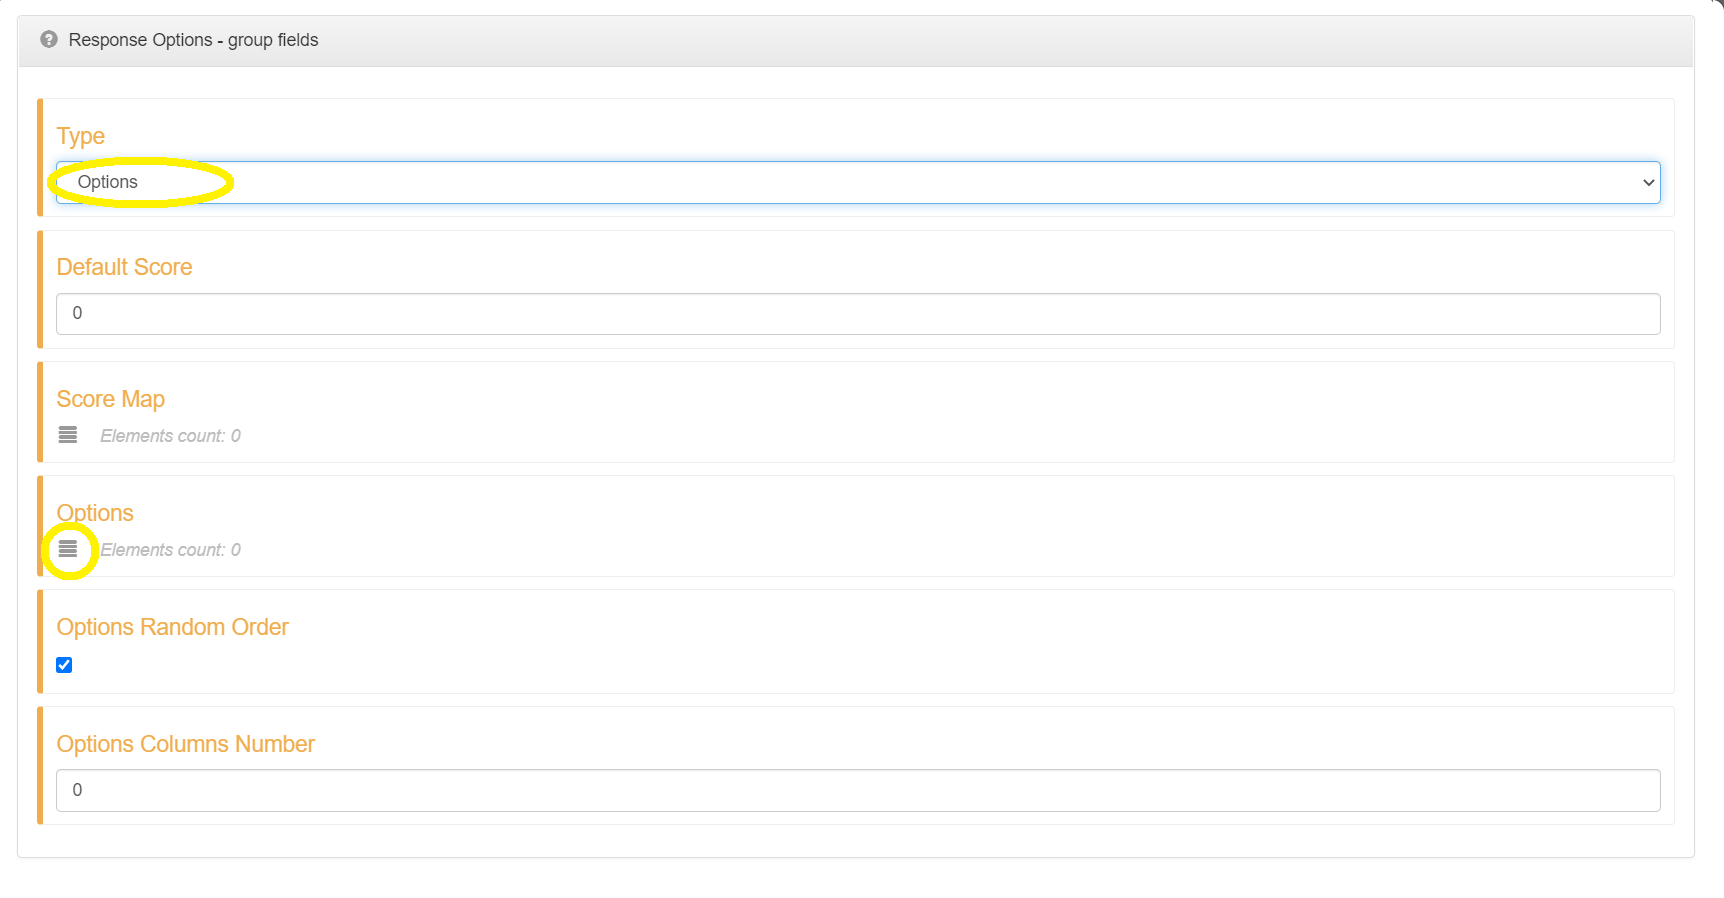 Response Options - group fields
Type
Options
Default Score
0
Score Map
Elements count: 0
Options
Elements count: 0
Options Random Order
Options Columns Number
0